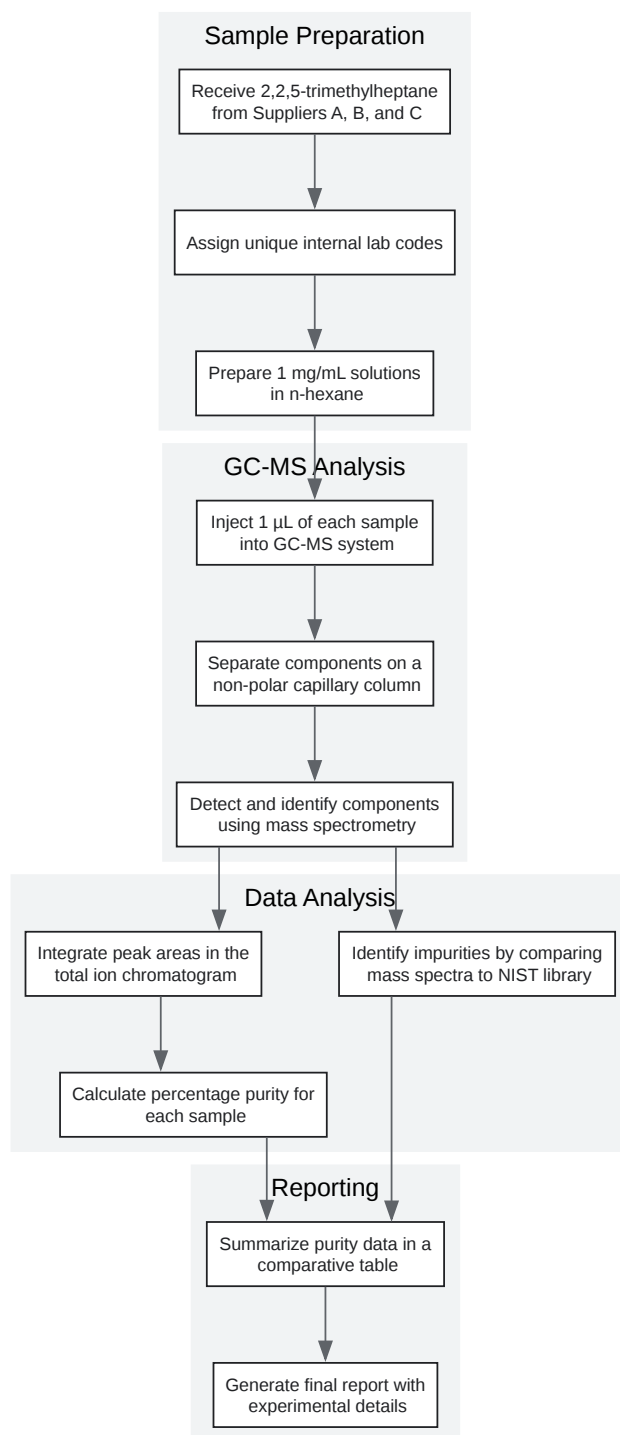 Sample Preparation
Receive 2,2,5-trimethylheptane
from Suppliers A, B, and C
Assign unique internal lab codes
Prepare 1 mg/mL solutions
in n-hexane
GC-MS Analysis
Inject 1 µL of each sample
into GC-MS system
Separate components on a
non-polar capillary column
Detect and identify components
using mass spectrometry
Data Analysis
Integrate peak areas in the
total ion chromatogram
Identify impurities by comparing
mass spectra to NIST library
Calculate percentage purity for
each sample
Reporting
Summarize purity data in a
comparative table
Generate final report with
experimental details